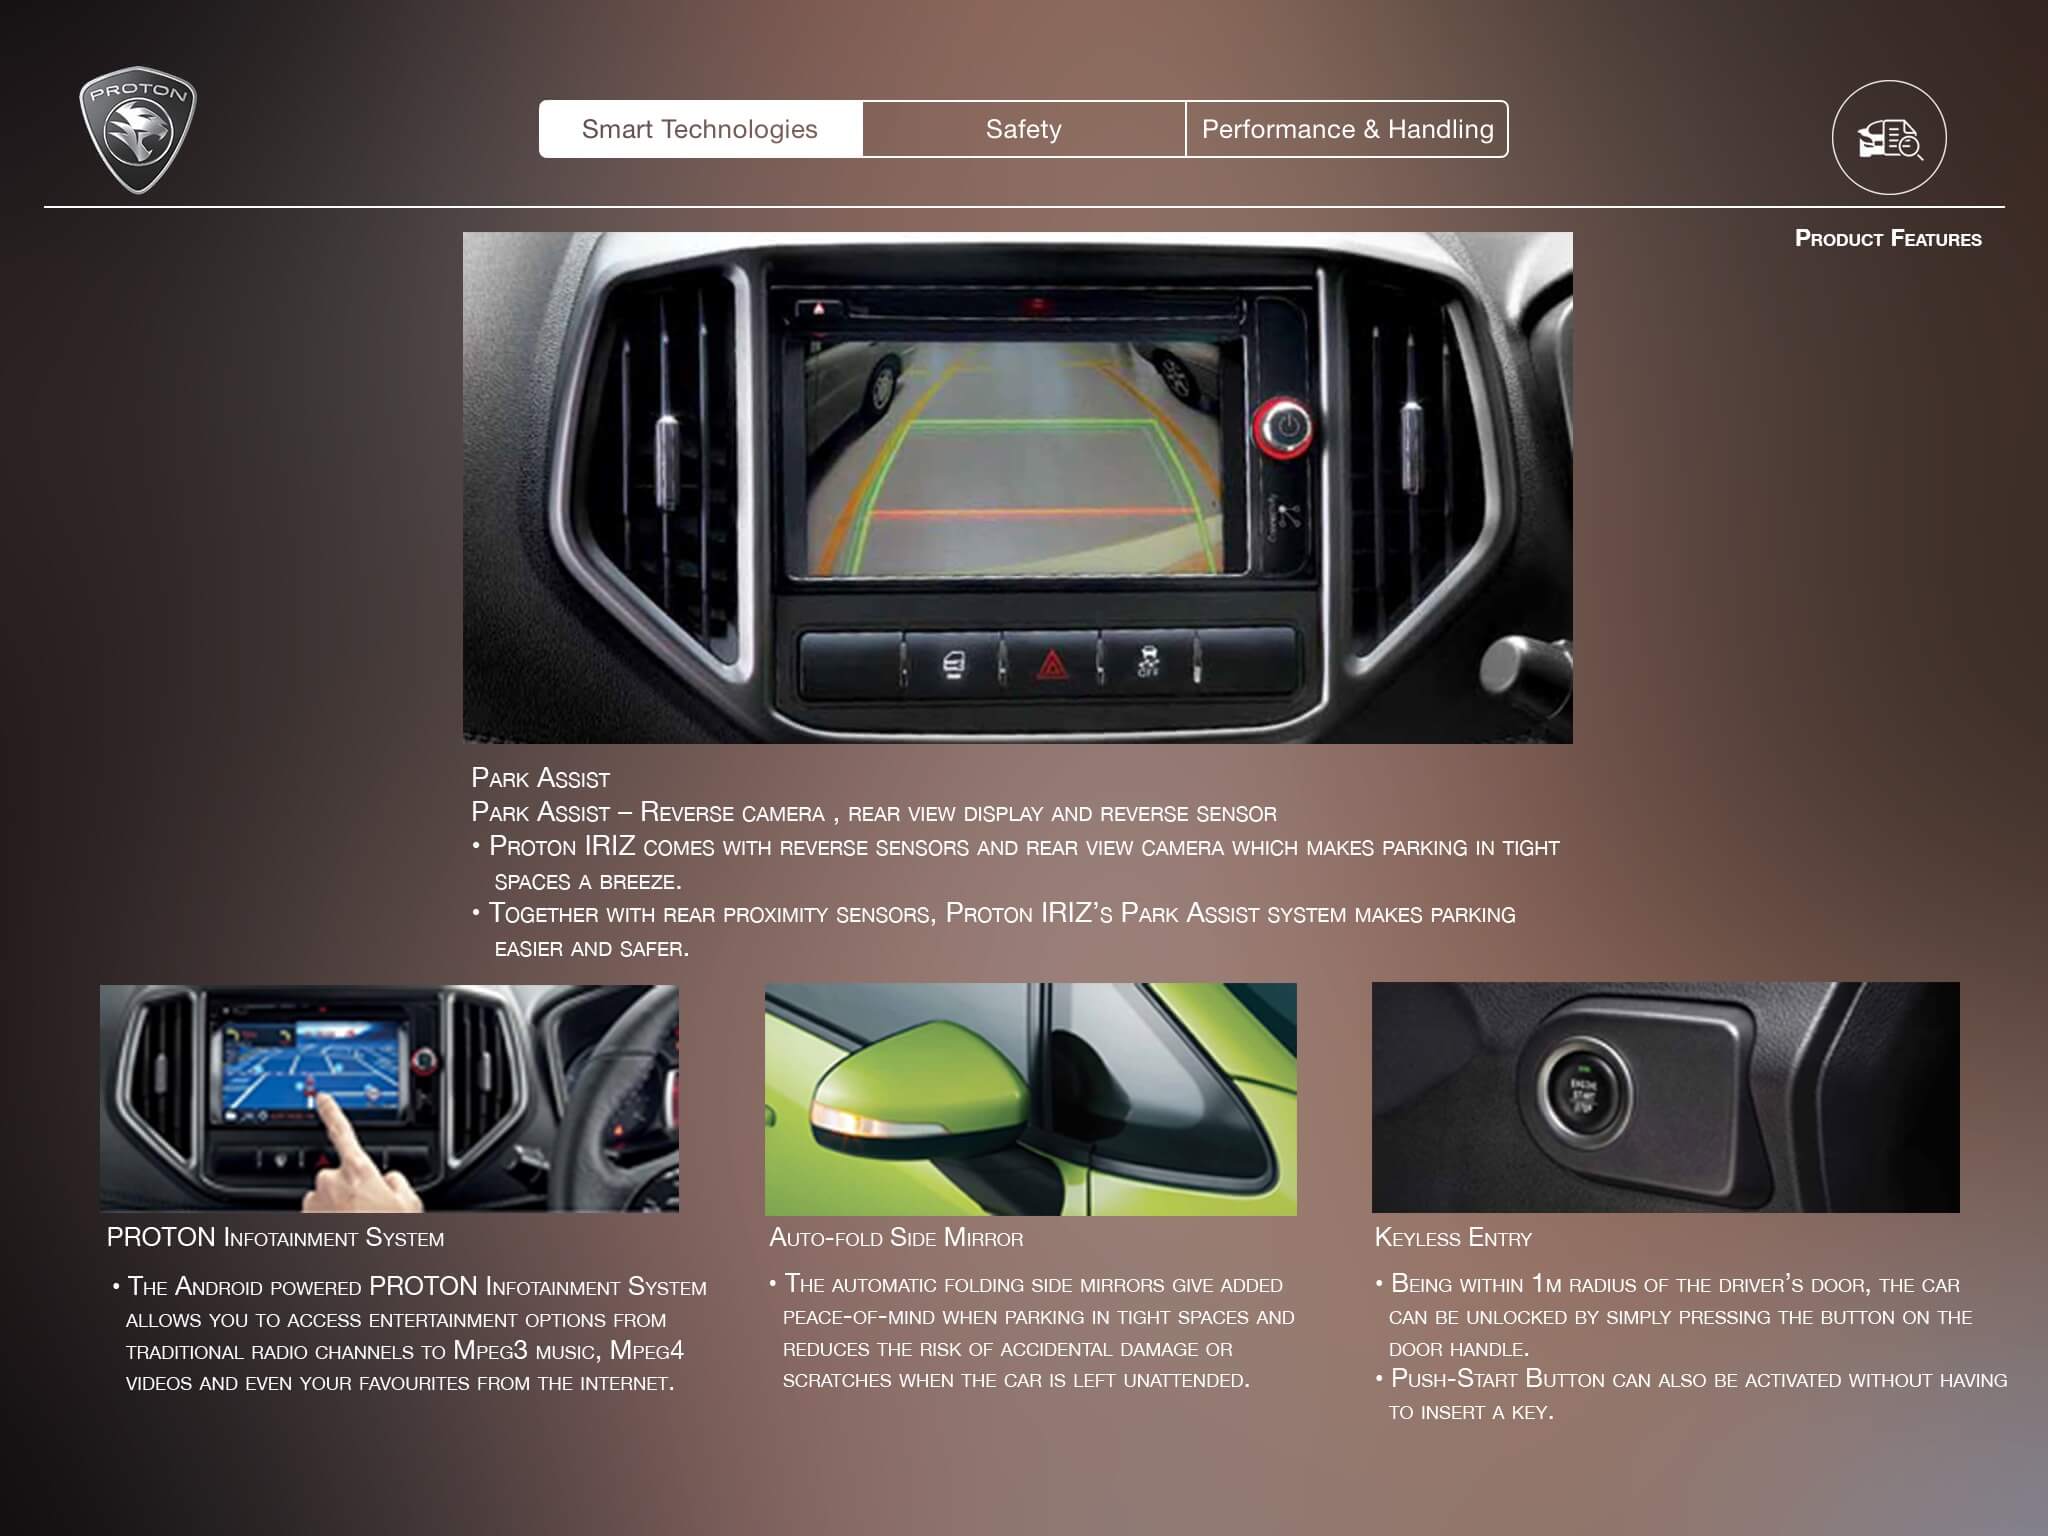 PROTON
Smart Technologies
Safety
Performance & Handling
Product Features
Connectivity
OFF
Park Assist
Park Assist – Reverse camera , rear view display and reverse sensor
• Proton IRIZ comes with reverse sensors and rear view camera which makes parking in tight
spaces a breeze.
• Together with rear proximity sensors, Proton IRIZ’s Park Assist system makes parking
easier and safer.
PROTON Infotainment System
• The Android powered PROTON Infotainment System
allows you to access entertainment options from
traditional radio channels to Mpeg3 music, Mpeg4
videos and even your favourites from the internet.
Auto-fold Side Mirror
• The automatic folding side mirrors give added
peace-of-mind when parking in tight spaces and
reduces the risk of accidental damage or
scratches when the car is left unattended.
ENGINE
START
STOP
Keyless Entry
• Being within 1m radius of the driver’s door, the car
can be unlocked by simply pressing the button on the
door handle.
• Push-Start Button can also be activated without having
to insert a key.